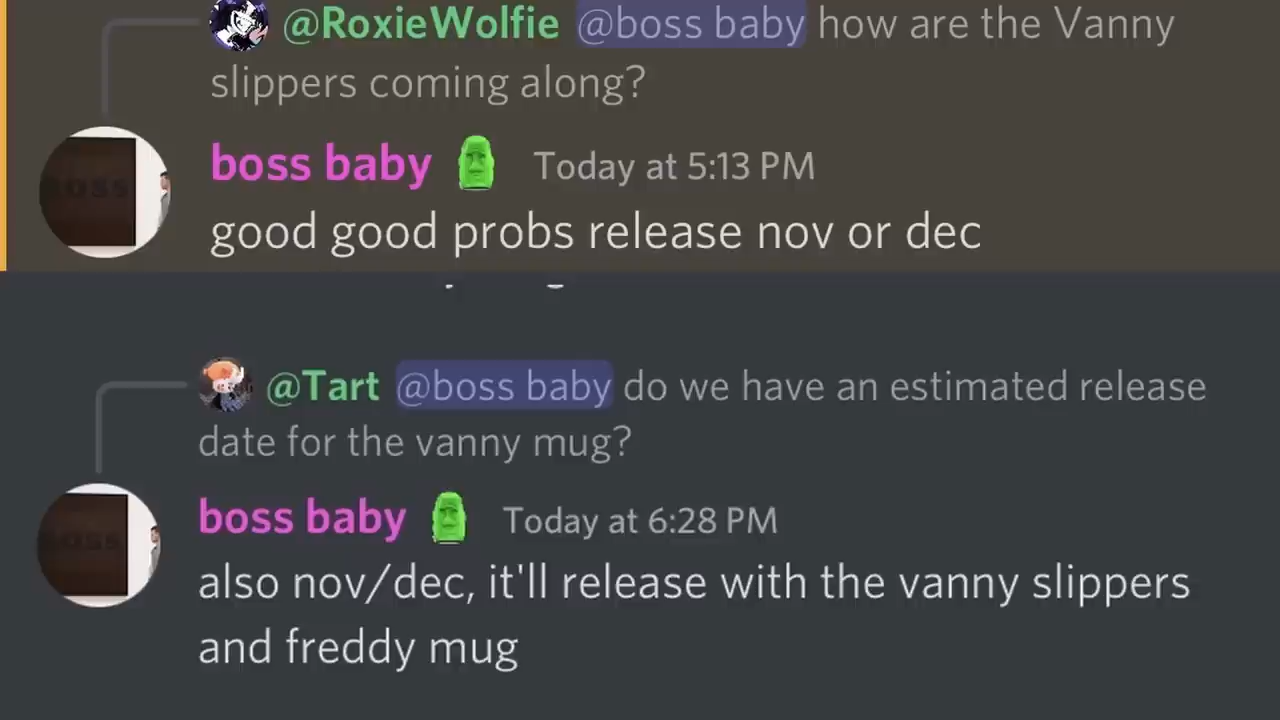 @RoxieWolfie @boss baby how are the Vanny
slippers coming along?
boss baby Today at 5:13 PM
good good probs release nov or dec
@Tart @boss baby do we have an estimated release
date for the vanny mug?
boss baby Today at 6:28 PM
also nov/dec, it'll release with the vanny slippers
and freddy mug